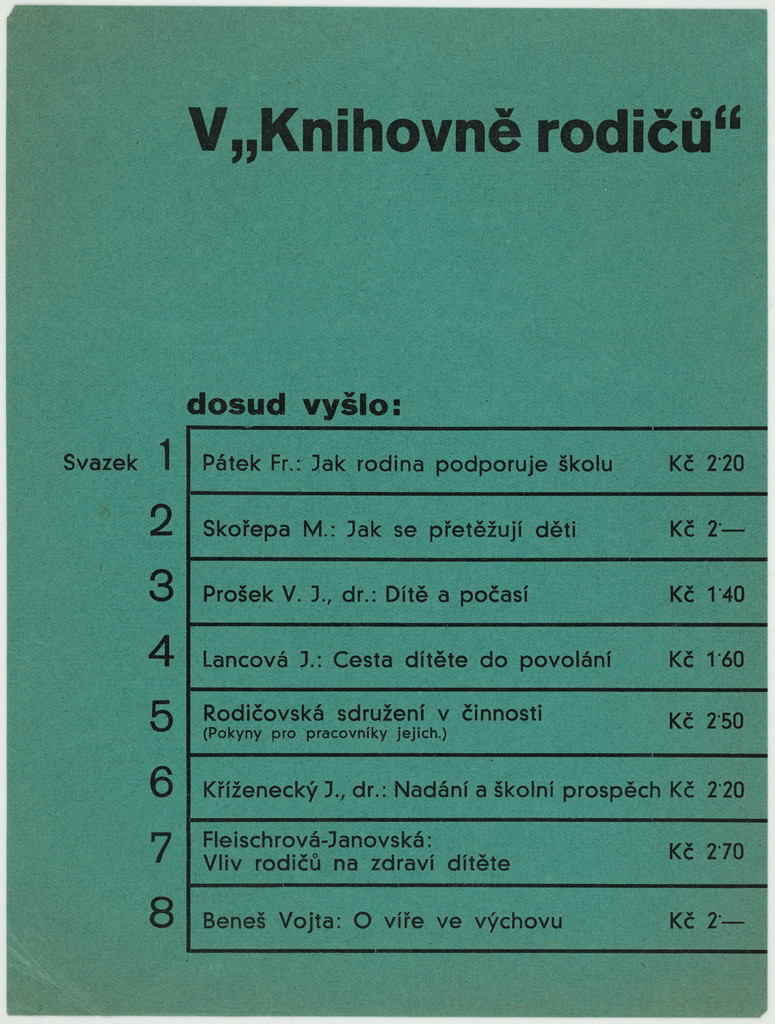 V „Knihovně rodičů“
dosud vyšlo:
Svazek 1 Pátek Fr.: Jak rodina podporuje školu Kč 2·20
2 Skořepa M.: Jak se přetěžují děti Kč 2·—
3 Prošek V. J., dr.: Dítě a počasí Kč 1·40
4 Lancová J.: Cesta dítěte do povolání Kč 1·60
5 Rodičovská sdružení v činnosti Kč 2·50
(Pokyny pro pracovníky jejich.)
6 Kříženecký J., dr.: Nadání a školní prospěch Kč 2·20
7 Fleischrová-Janovská: Kč 2·70
Vliv rodičů na zdraví dítěte
8 Beneš Vojta: O víře ve výchovu Kč 2·—